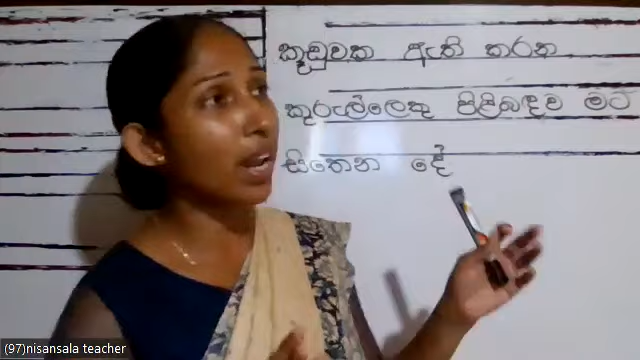 කූඩුවක ඇති කරන
කුරුල්ලෙකු පිළිබඳව මට
සිතෙන දේ
(97)nisansala teacher